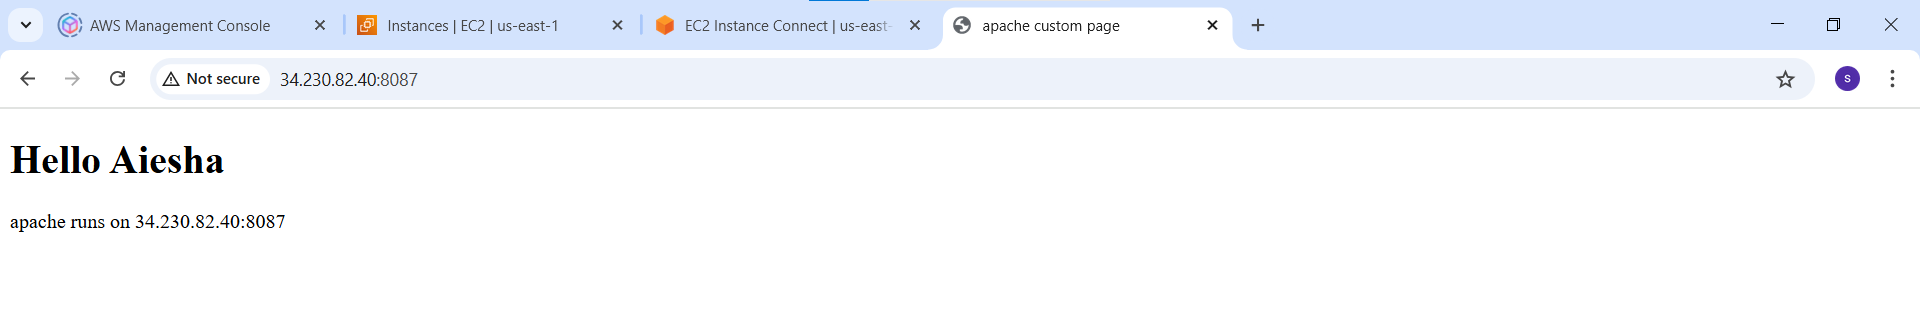 AWS Management Console
Instances | EC2 | us-east-1
EC2 Instance Connect | us-east-
apache custom page
Not secure
34.230.82.40:8087
s
Hello Aiesha
apache runs on 34.230.82.40:8087